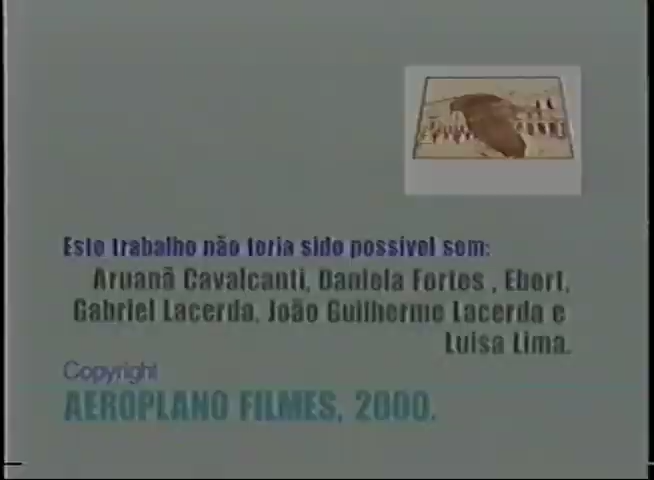 Este trabalho não teria sido possível sem:
Aruanã Cavalcanti, Daniela Fortes , Ebert,
Gabriel Lacerda, João Guilherme Lacerda e
Luisa Lima.
Copyright
AEROPLANO FILMES, 2000.